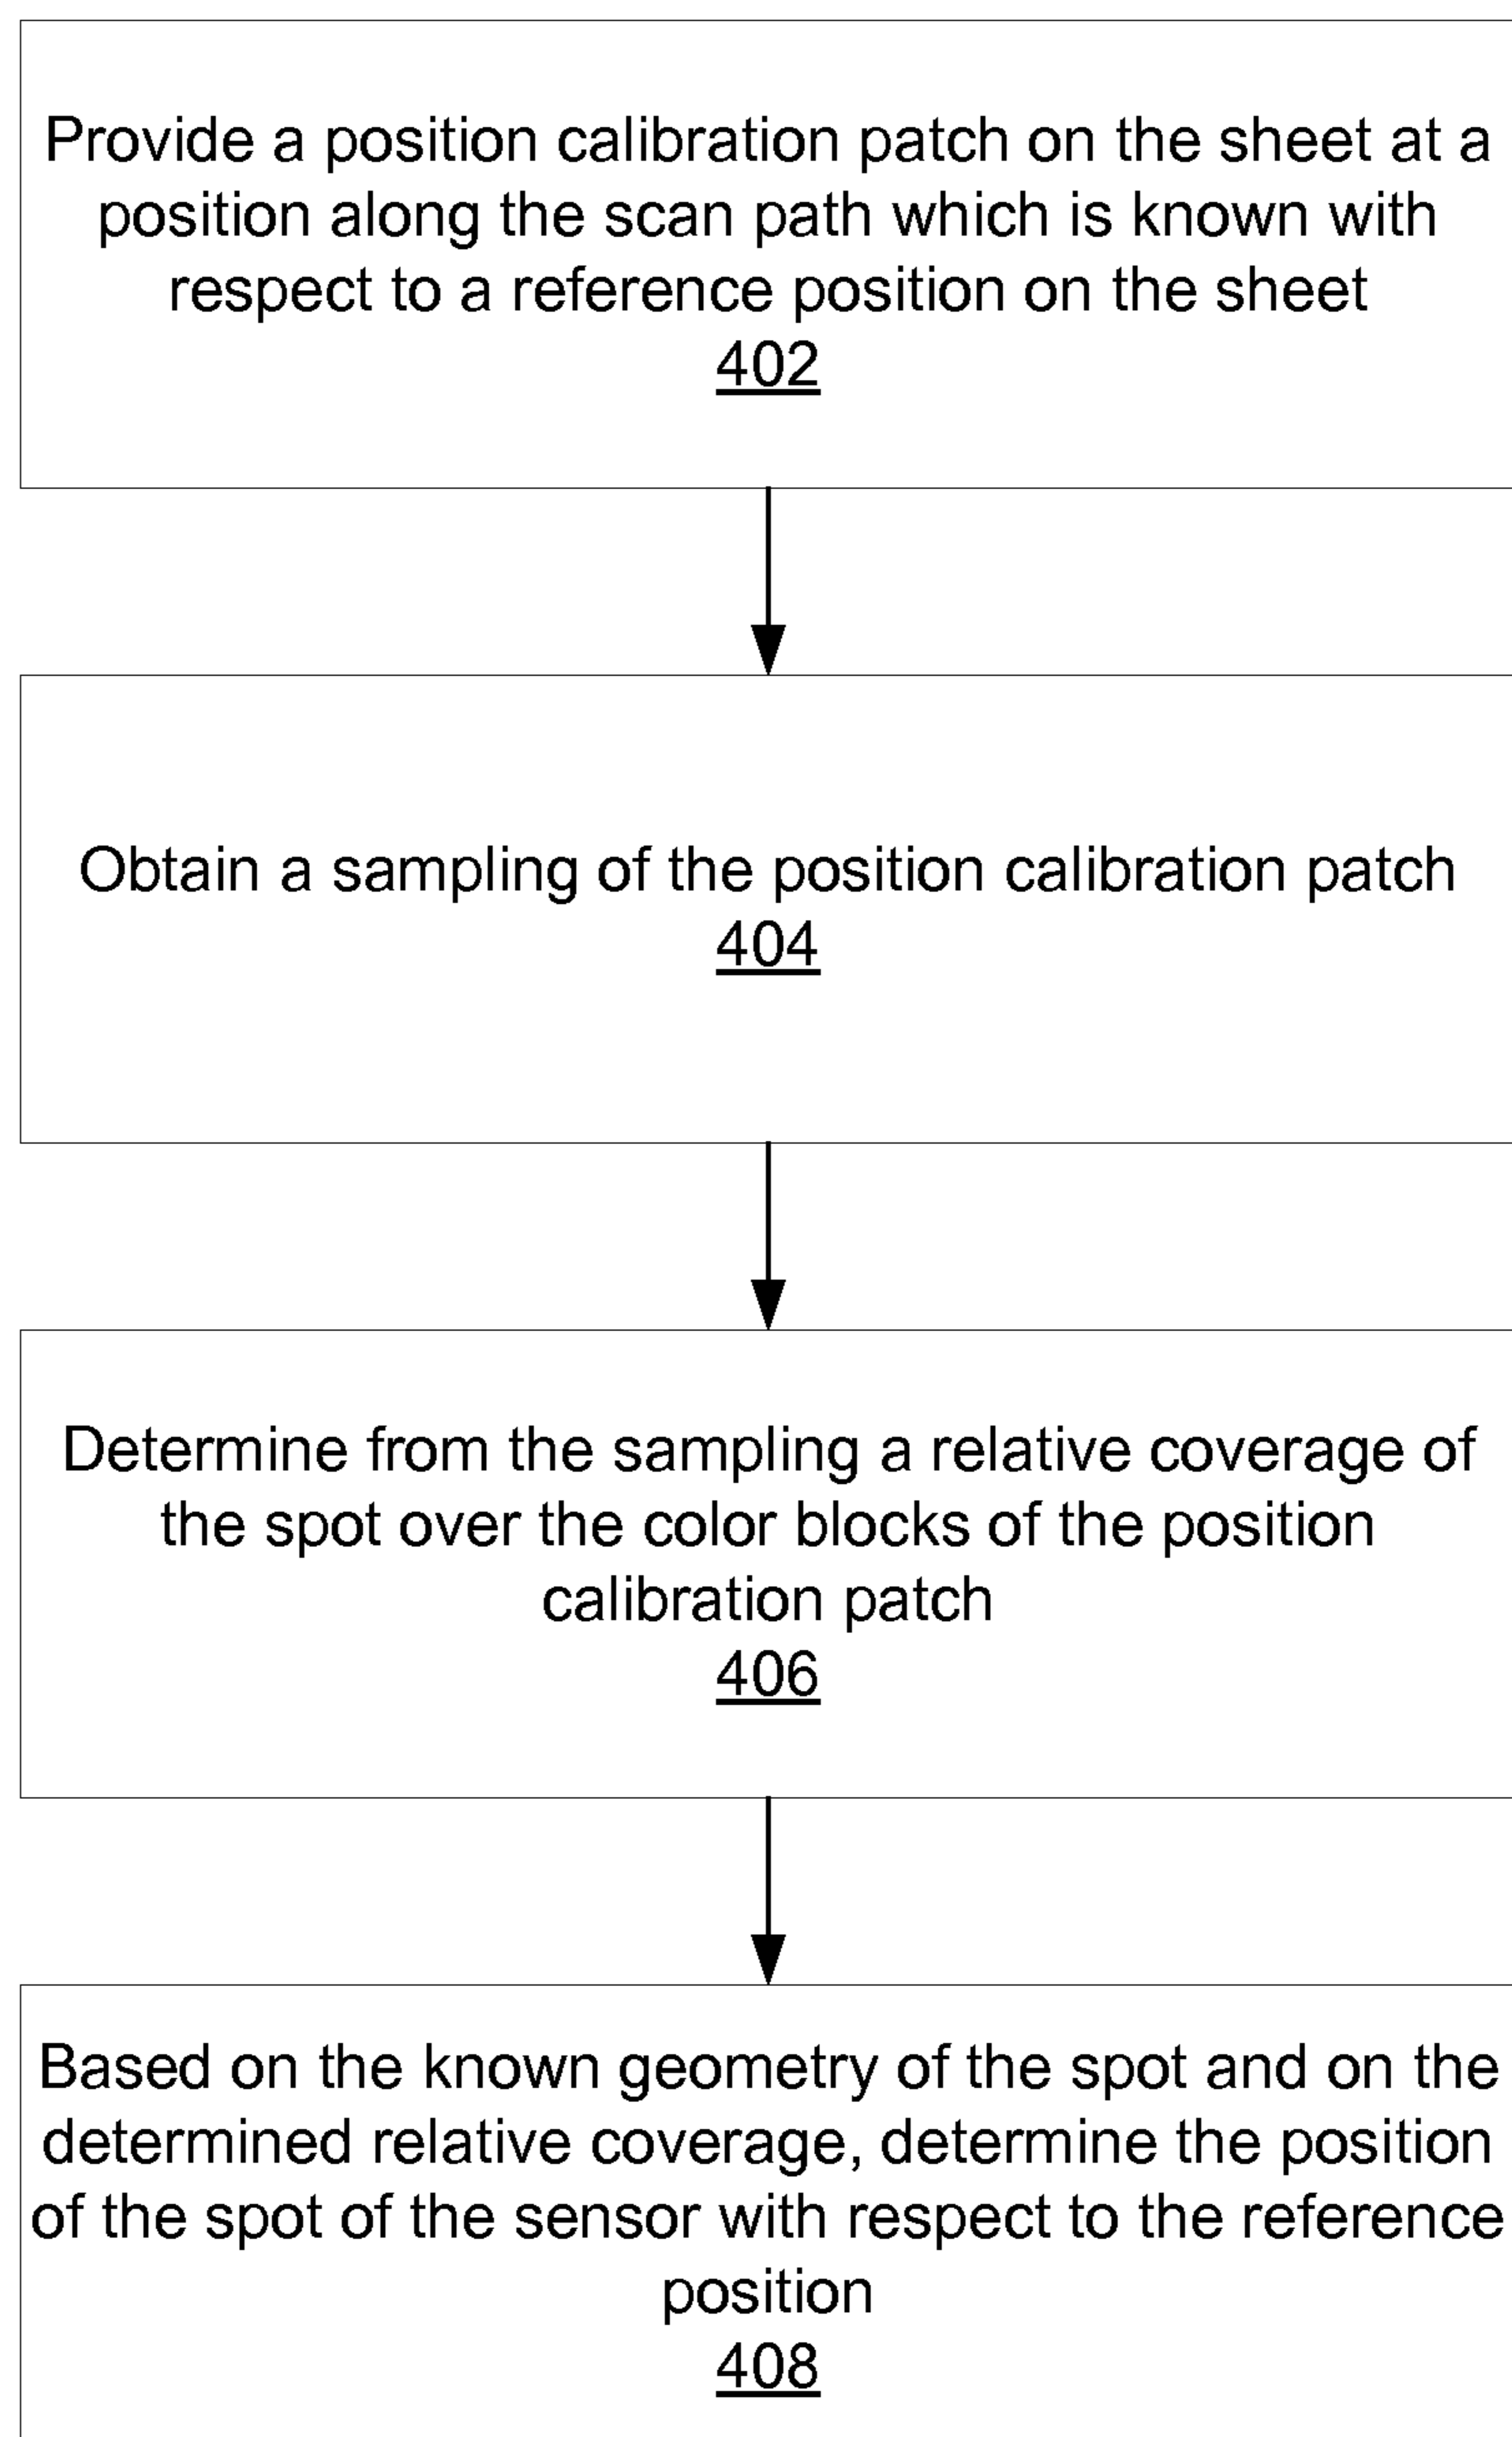 Provide a position calibration patch on the sheet at a
position along the scan path which is known with
respect to a reference position on the sheet
402
Obtain a sampling of the position calibration patch
404
Determine from the sampling a relative coverage of
the spot over the color blocks of the position
calibration patch
406
Based on the known geometry of the spot and on the
determined relative coverage, determine the position
of the spot of the sensor with respect to the reference
position
408